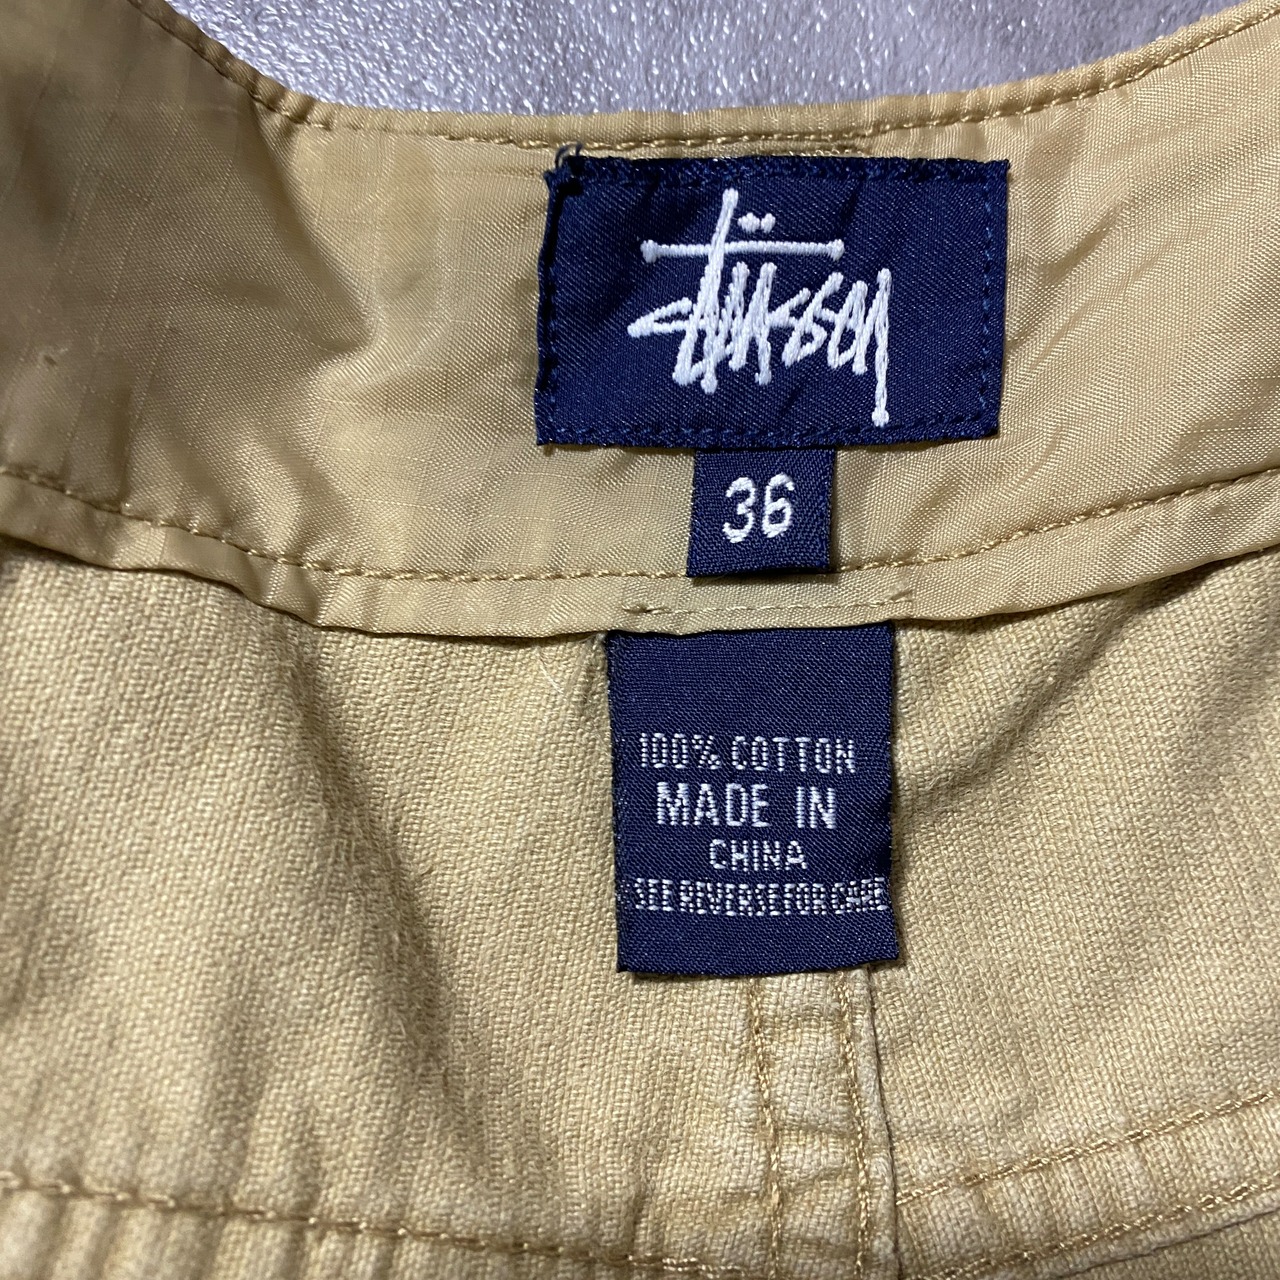 Stüssy
36
100% COTTON
MADE IN
CHINA
SEE REVERSE FOR CARE